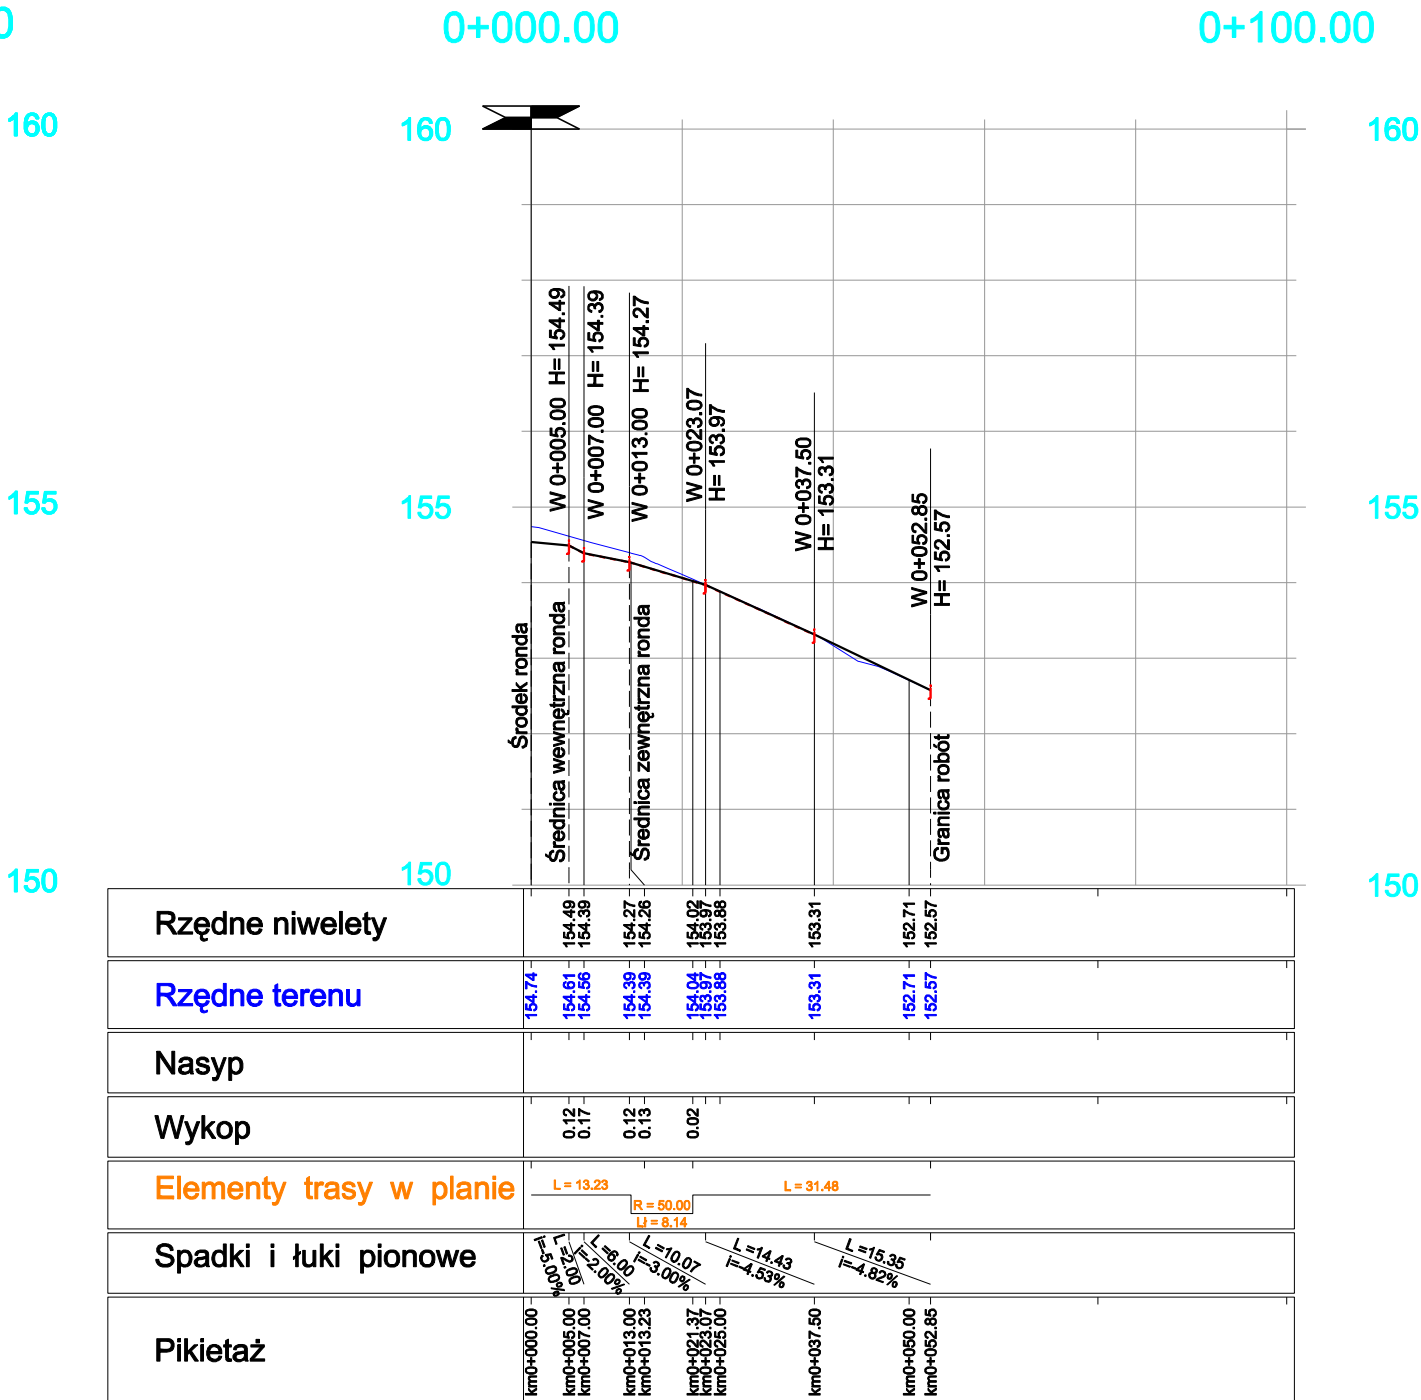 0
0+000.00
0+100.00
160
160
160
W 0+005.00 H= 154.49
W 0+007.00 H= 154.39
W 0+013.00 H= 154.27
W 0+023.07
H= 153.97
W 0+037.50
H= 153.31
W 0+052.85
H= 152.57
155
155
155
Środek ronda
Średnica wewnętrzna ronda
Średnica zewnętrzna ronda
Granica robót
150
150
150
Rzędne niwelety
154.49
154.39
154.27
154.26
154.02
153.97
153.88
153.31
152.71
152.57
Rzędne terenu
154.74
154.61
154.56
154.39
154.39
154.04
153.97
153.88
153.31
152.71
152.57
Nasyp
Wykop
0.12
0.17
0.12
0.13
0.02
Elementy trasy w planie
L = 13.23
R = 50.00
Lł = 8.14
L = 31.48
Spadki i łuki pionowe
L=2.00
i=-5.00%
L =6.00
i=-2.00%
L =10.07
i=-3.00%
L =14.43
i=-4.53%
L =15.35
i=-4.82%
Pikietaż
km0+000.00
km0+005.00
km0+007.00
km0+013.00
km0+013.23
km0+021.37
km0+023.07
km0+025.00
km0+037.50
km0+050.00
km0+052.85